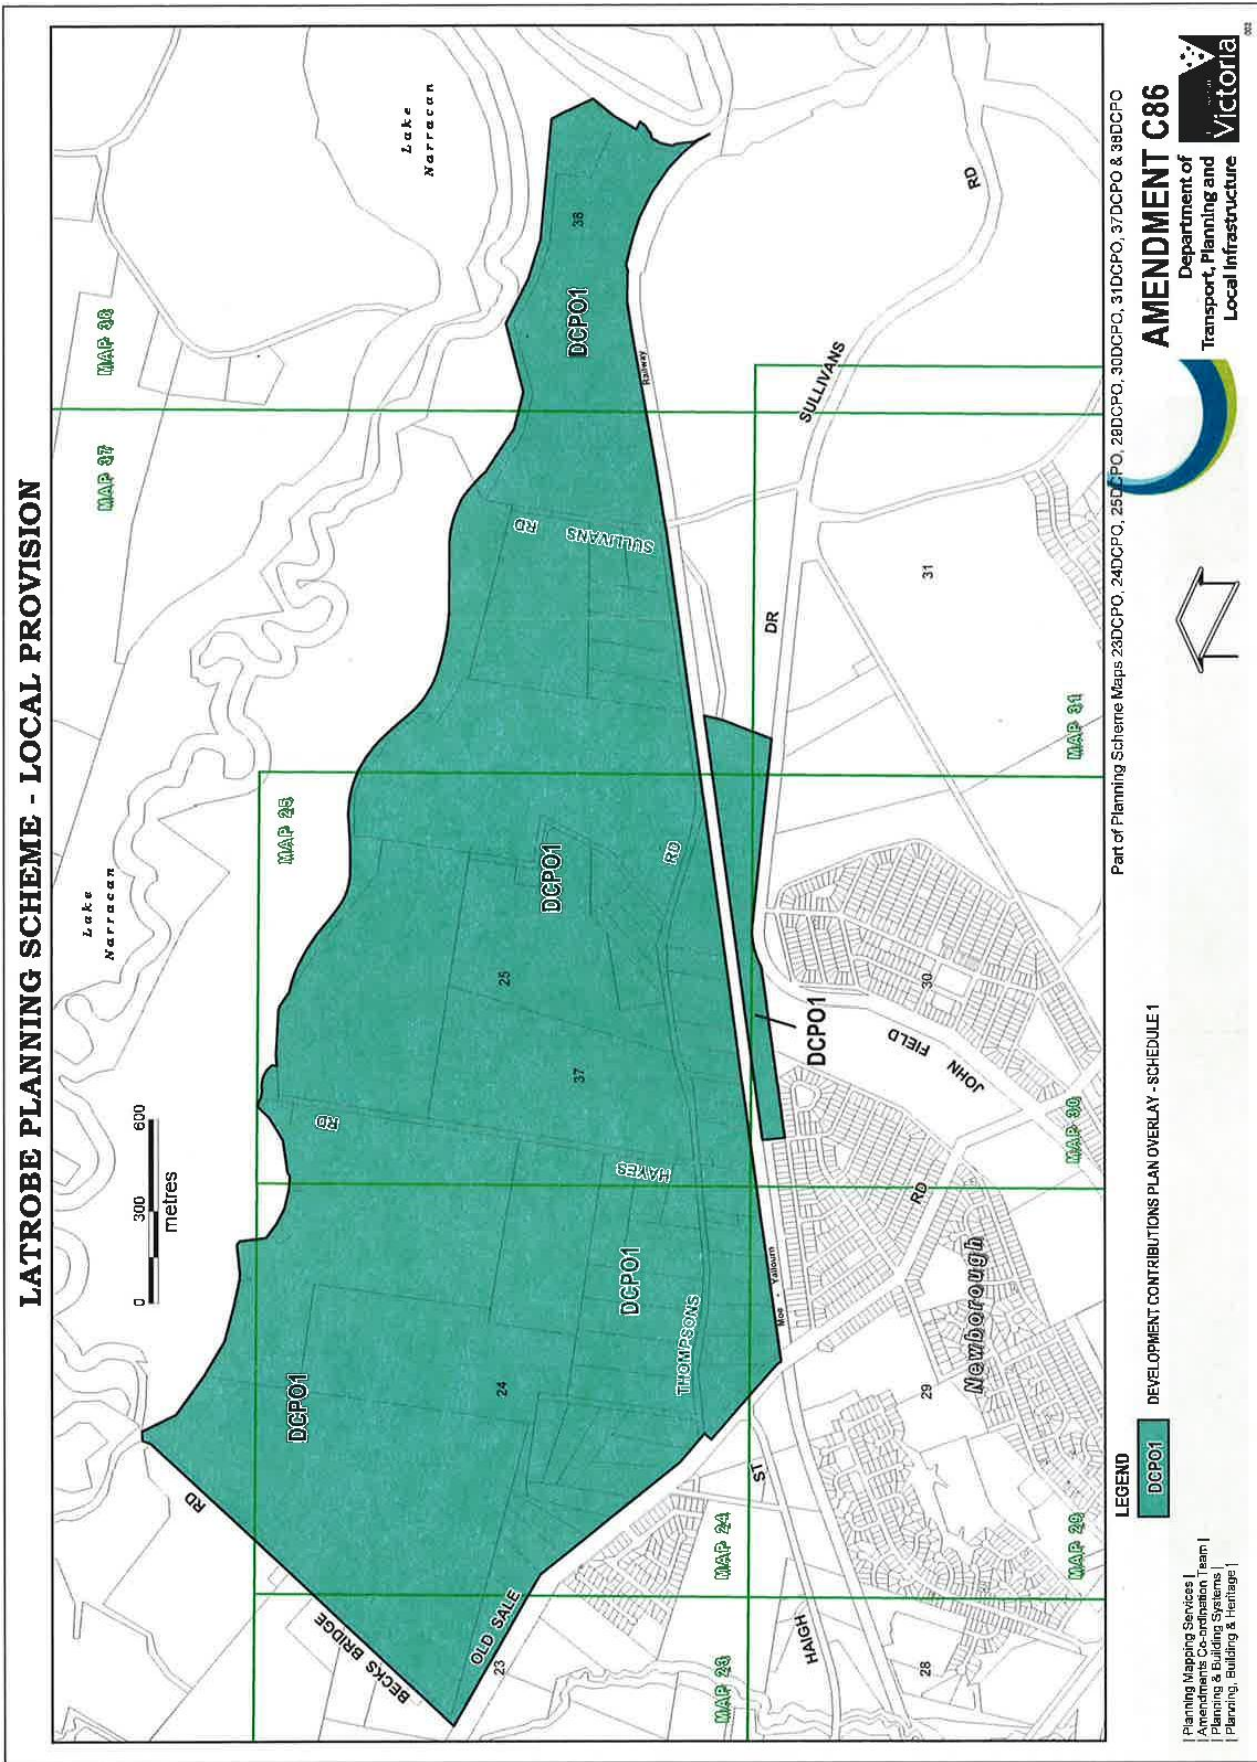 LATROBE PLANNING SCHEME - LOCAL PROVISION
Lake
Narracan
Lake
Narracan
0 300 600
metres
MAP 37
MAP 38
MAP 25
RD
BECKS BRIDGE
OLD SALE
23
DCPO1
24
DCPO1
THOMPSONS
HAYES
RD
37
25
DCPO1
RD
SULLIVANS
RD
DCPO1
38
Railway
Moe - Yallourn
DCPO1
MAP 23
MAP 24
HAIGH
ST
28
29
Newborough
RD
JOHN FIELD
DR
30
31
SULLIVANS
RD
MAP 29
MAP 30
MAP 31
Part of Planning Scheme Maps 23DCPO, 24DCPO, 25DCPO, 29DCPO, 30DCPO, 31DCPO, 37DCPO & 38DCPO
LEGEND
DCPO1 DEVELOPMENT CONTRIBUTIONS PLAN OVERLAY - SCHEDULE 1
AMENDMENT C86
| Planning Mapping Services |
| Amendments Co-ordination Team |
| Planning & Building Systems |
| Planning, Building & Heritage |
Department of
Transport, Planning and
Local Infrastructure
Victoria
002